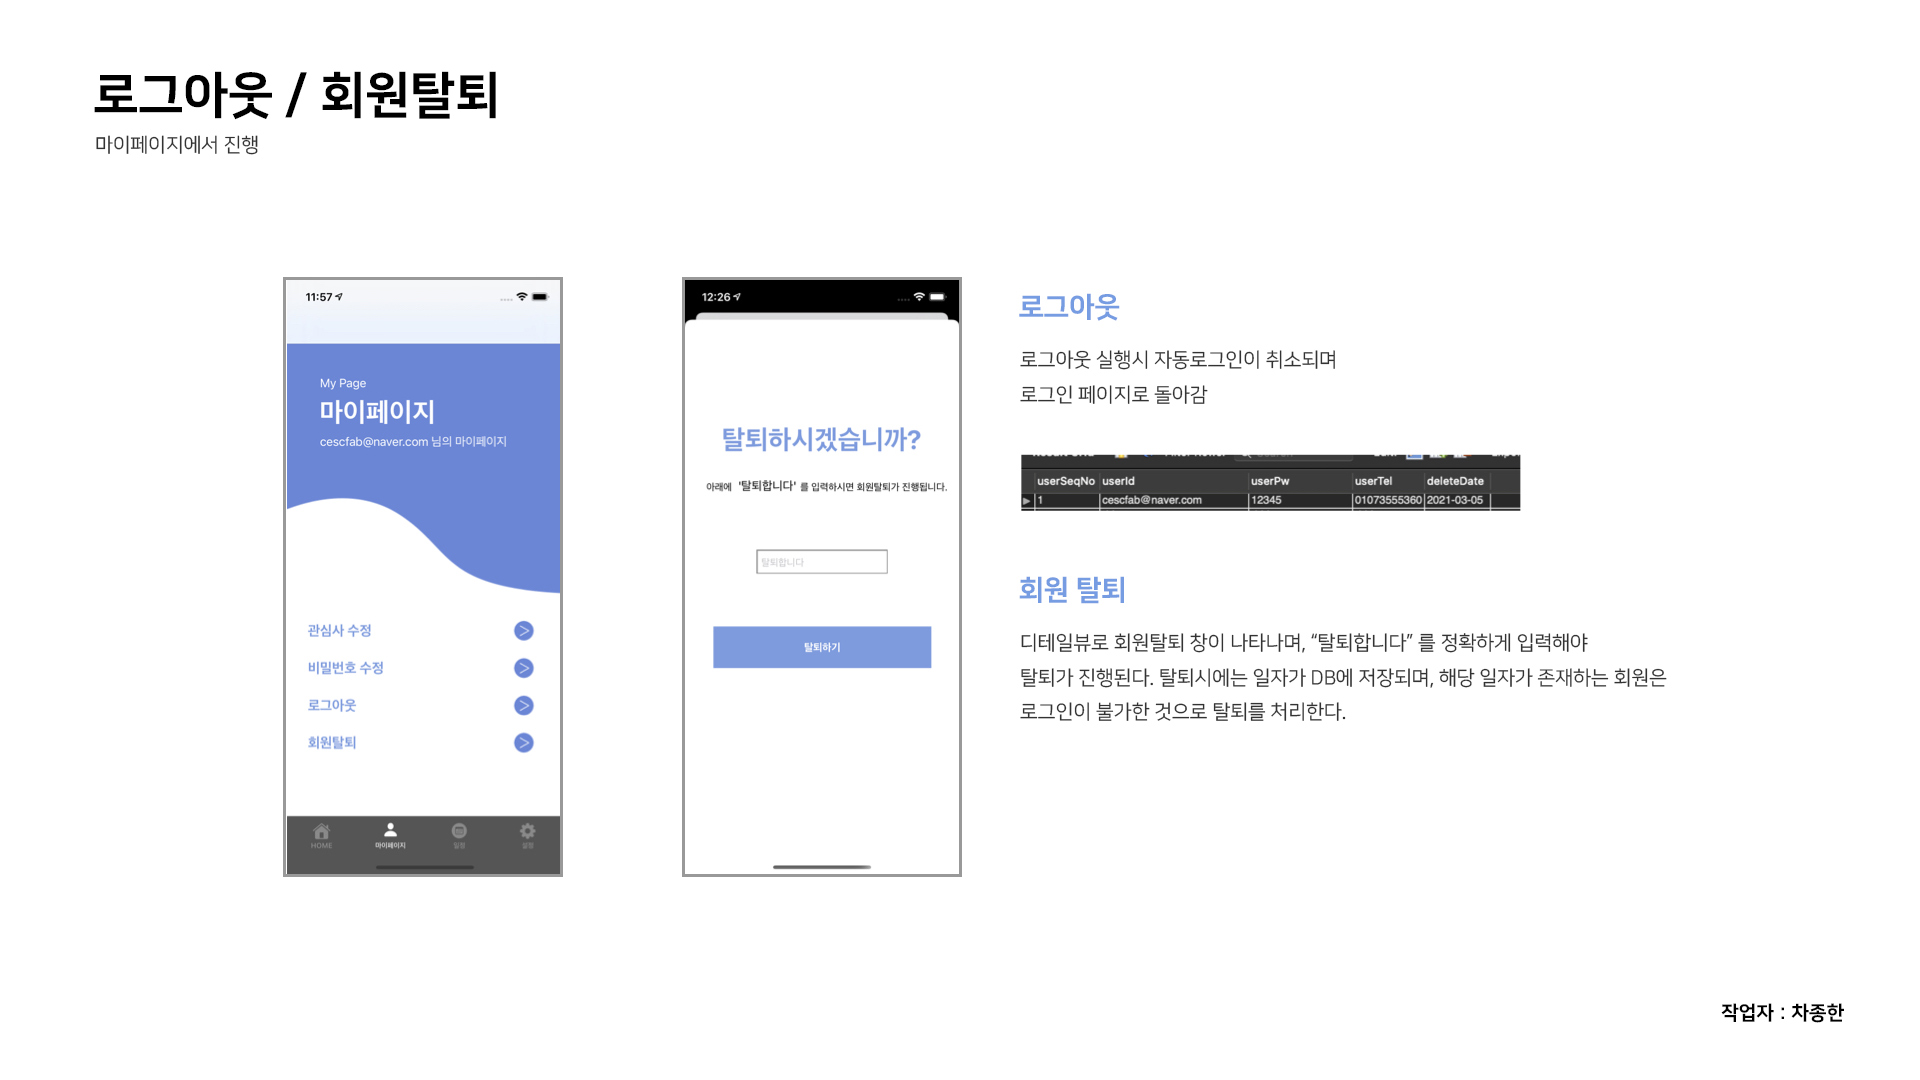 로그아웃 / 회원탈퇴
마이페이지에서 진행
11:57
My Page
마이페이지
cescfab@naver.com 님의 마이페이지
관심사 수정
비밀번호 수정
로그아웃
회원탈퇴
HOME
마이페이지
12:26
탈퇴하시겠습니까?
아래에 '탈퇴합니다' 를 입력하시면 회원탈퇴가 진행됩니다.
탈퇴합니다
탈퇴하기
로그아웃
로그아웃 실행시 자동로그인이 취소되며
로그인 페이지로 돌아감
userSeqNo userId userPw userTel deleteDate
1 cescfab@naver.com 12345 01073555360 2021-03-05
회원 탈퇴
디테일뷰로 회원탈퇴 창이 나타나며, “탈퇴합니다” 를 정확하게 입력해야
탈퇴가 진행된다. 탈퇴시에는 일자가 DB에 저장되며, 해당 일자가 존재하는 회원은
로그인이 불가한 것으로 탈퇴를 처리한다.
작업자 : 차종한